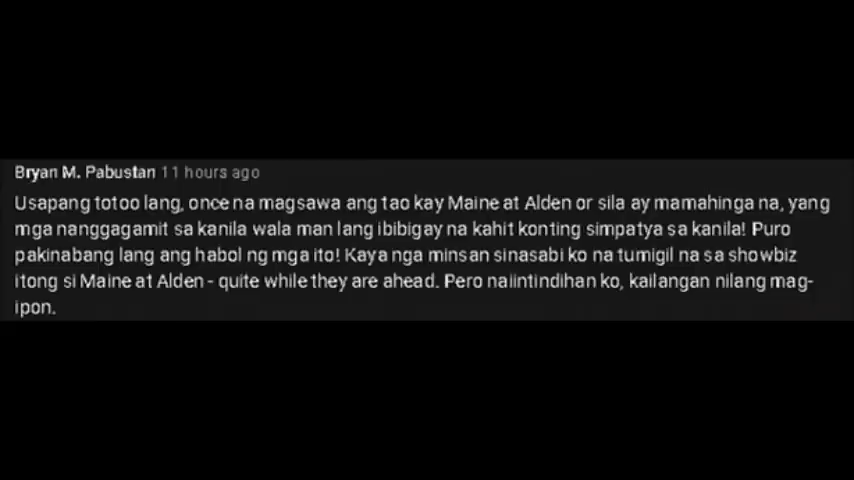 Bryan M. Pabustan 11 hours ago
Usapang totoo lang, once na magsawa ang tao kay Maine at Alden or sila ay mamahinga na, yang
mga nanggagamit sa kanila wala man lang ibibigay na kahit konting simpatya sa kanila! Puro
pakinabang lang ang habol ng mga ito! Kaya nga minsan sinasabi ko na tumigil na sa showbiz
itong si Maine at Alden - quite while they are ahead. Pero naiintindihan ko, kailangan nilang mag-
ipon.